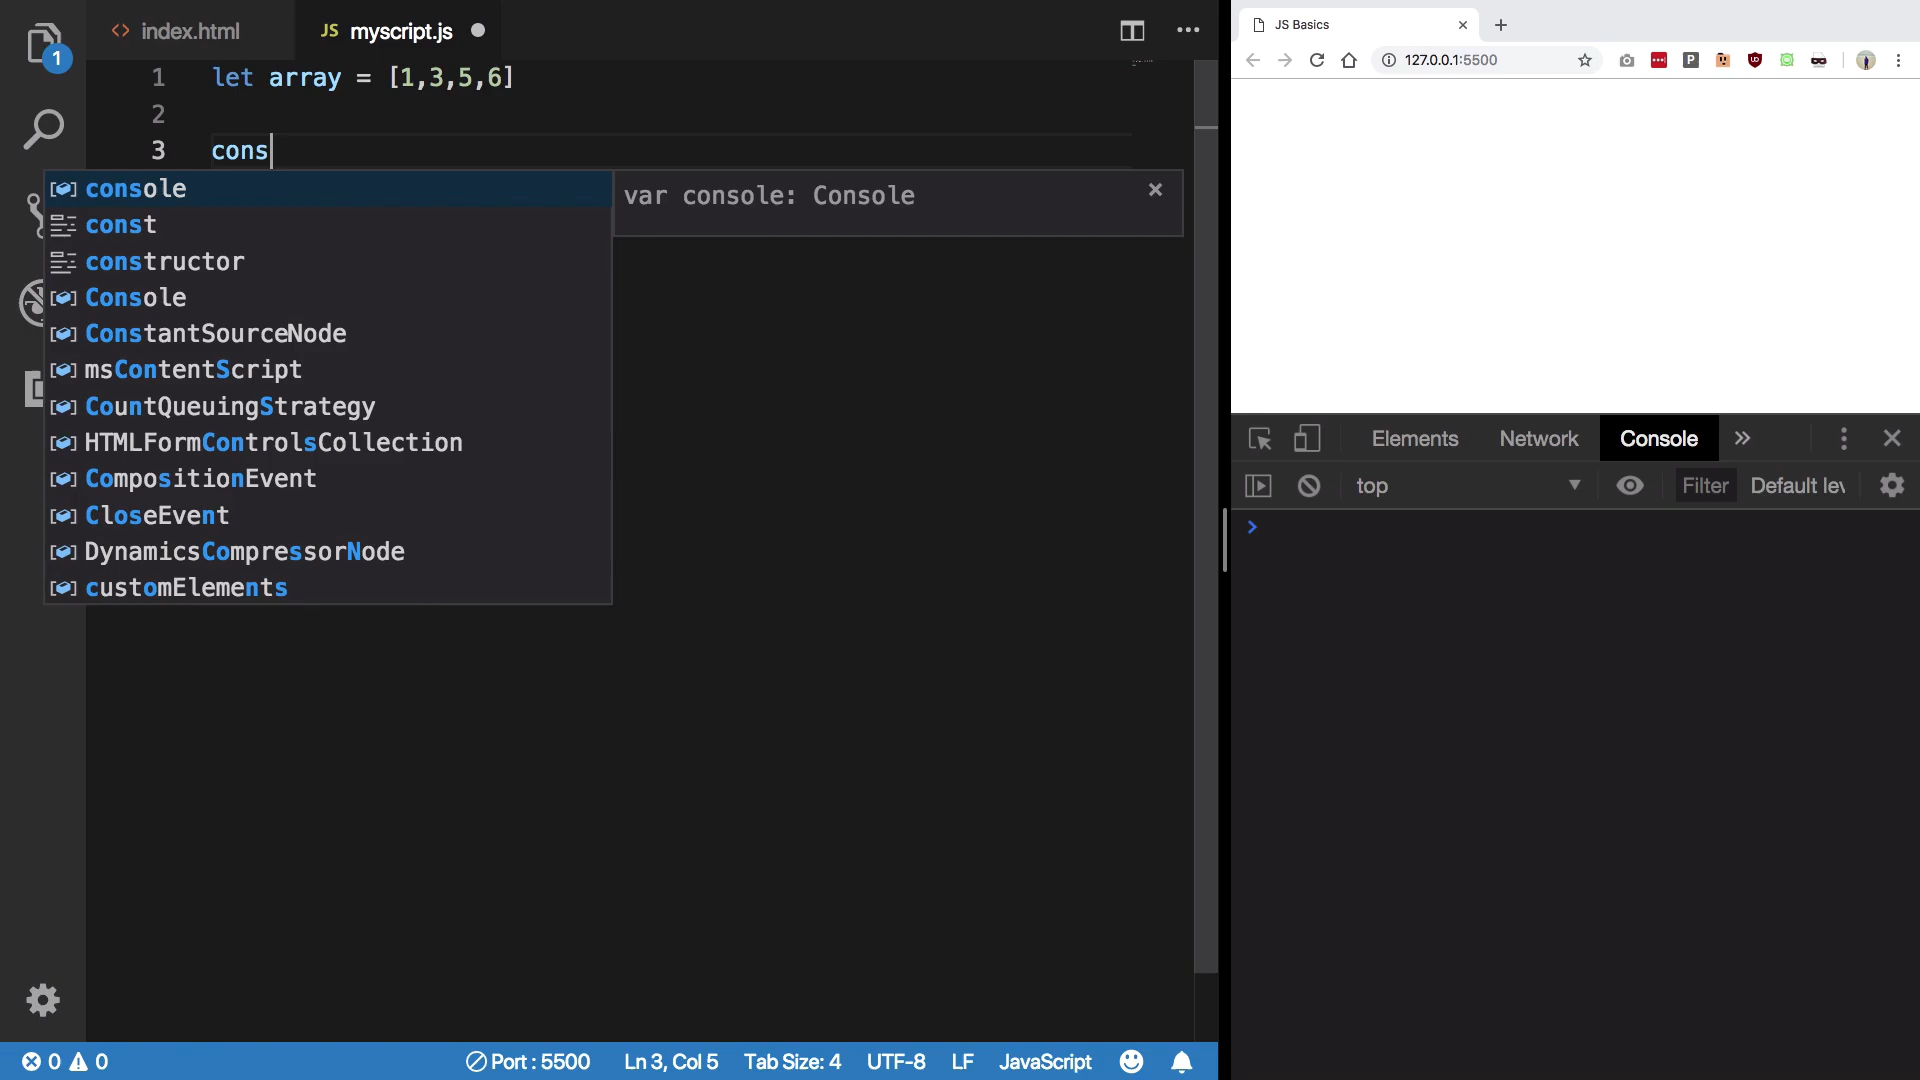 1
index.html
JS myscript.js
1 let array = [1,3,5,6]
2
3 cons
console
const
constructor
Console
ConstantSourceNode
msContentScript
CountQueuingStrategy
HTMLFormControlsCollection
CompositionEvent
CloseEvent
DynamicsCompressorNode
customElements
var console: Console
0 0
Port : 5500
Ln 3, Col 5
Tab Size: 4
UTF-8
LF
JavaScript
JS Basics
127.0.0.1:5500
Elements
Network
Console
top
Filter
Default lev